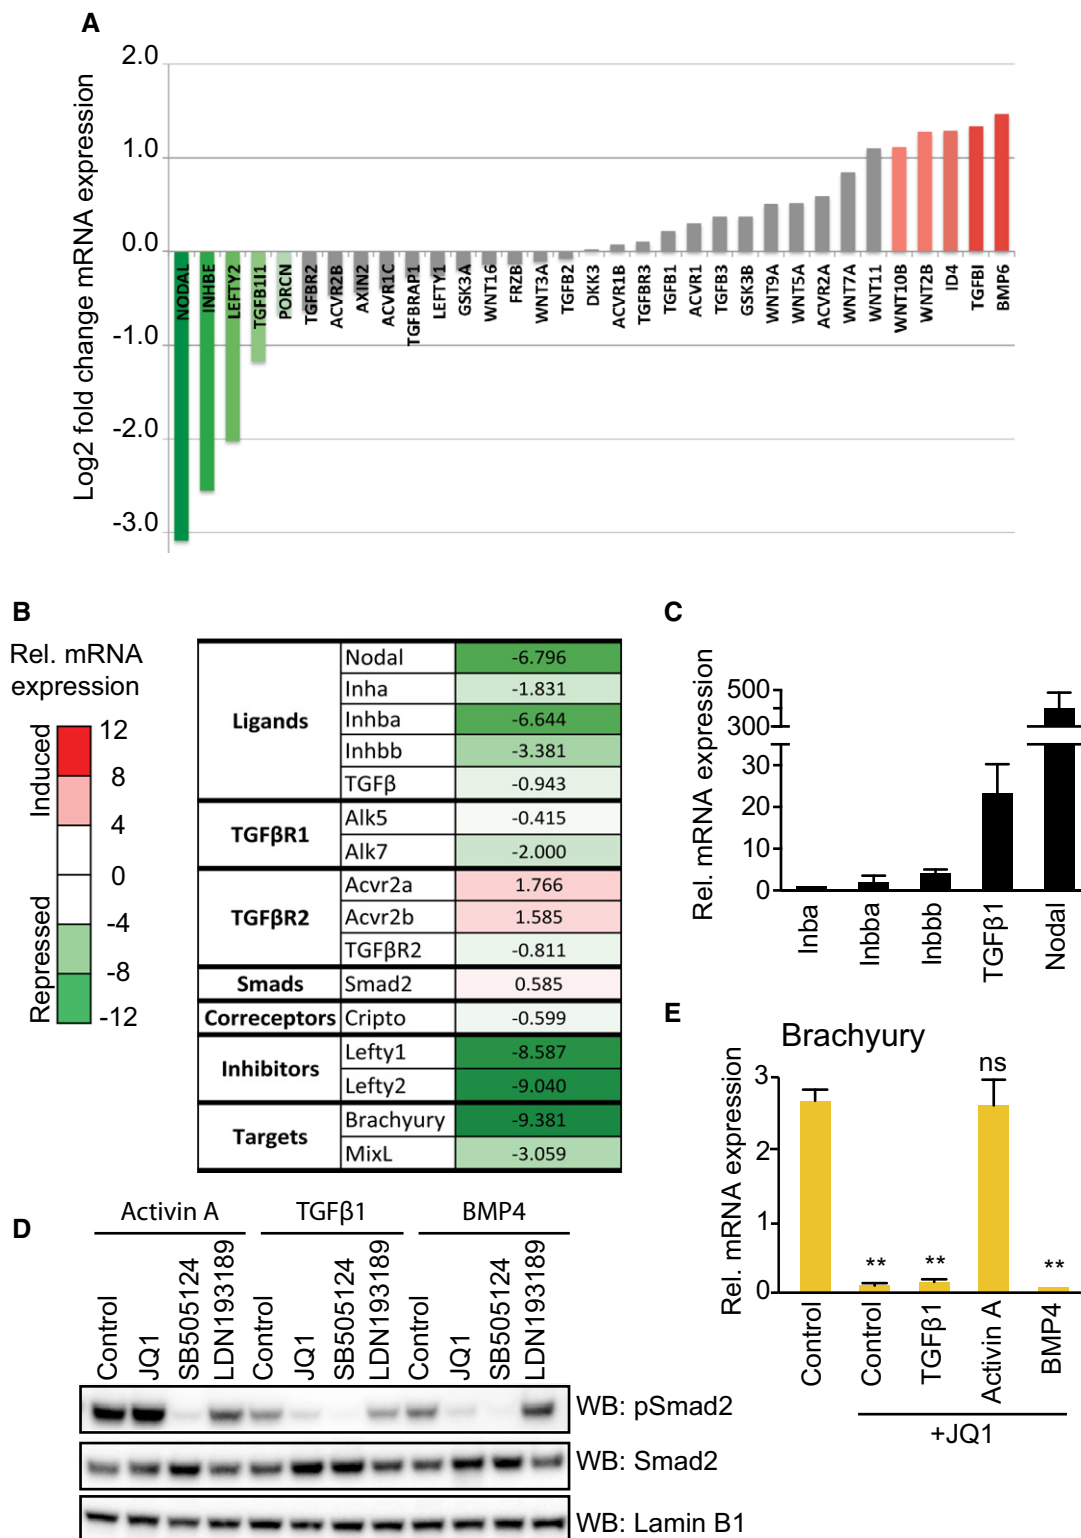 A
Log2 fold change mRNA expression
2.0
1.0
0.0
-1.0
-2.0
-3.0
NODAL
INHBE
LEFTY2
TGFB1I1
PORCN
TGFBR2
ACVR2B
AXIN2
ACVR1C
TGFBRAP1
LEFTY1
GSK3A
WNT16
FRZB
WNT3A
TGFB2
DKK3
ACVR1B
TGFBR3
TGFB1
ACVR1
TGFB3
GSK3B
WNT9A
WNT5A
ACVR2A
WNT7A
WNT11
WNT10B
WNT2B
ID4
TGFBI
BMP6
B
Rel. mRNA
expression
Induced
Repressed
12
8
4
0
-4
-8
-12
Ligands
Nodal -6.796
Inha -1.831
Inhba -6.644
Inhbb -3.381
TGFβ -0.943
TGFβR1
Alk5 -0.415
Alk7 -2.000
TGFβR2
Acvr2a 1.766
Acvr2b 1.585
TGFβR2 -0.811
Smads Smad2 0.585
Correceptors Cripto -0.599
Inhibitors
Lefty1 -8.587
Lefty2 -9.040
Targets
Brachyury -9.381
MixL -3.059
C
Rel. mRNA expression
500
300
30
20
10
0
Inba
Inbba
Inbbb
TGFβ1
Nodal
D
Activin A TGFβ1 BMP4
Control
JQ1
SB505124
LDN193189
Control
JQ1
SB505124
LDN193189
Control
JQ1
SB505124
LDN193189
WB: pSmad2
WB: Smad2
WB: Lamin B1
E
Brachyury
Rel. mRNA expression
3
2
1
0
** ** ns **
Control
Control
TGFβ1
Activin A
BMP4
+JQ1